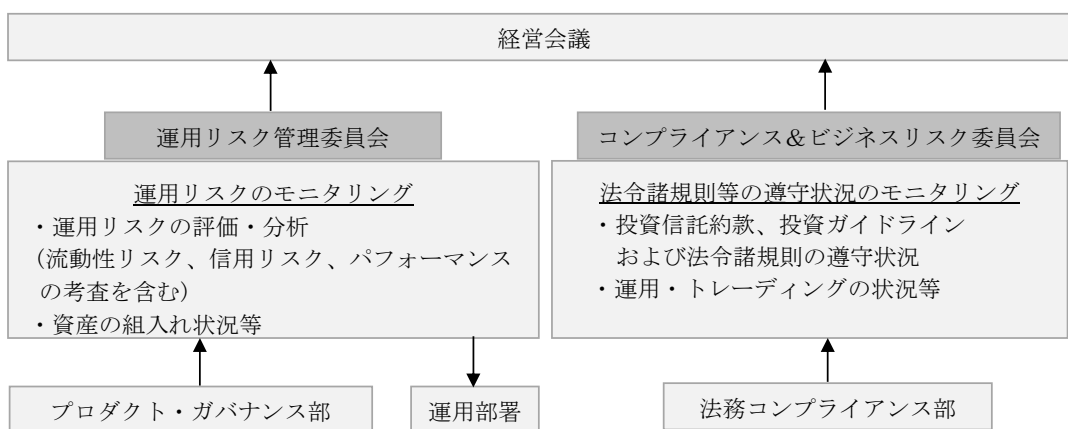 経営会議
運用リスク管理委員会
運用リスクのモニタリング
・運用リスクの評価・分析
(流動性リスク、信用リスク、パフォーマンス
の考査を含む)
・資産の組入れ状況等
コンプライアンス＆ビジネスリスク委員会
法令諸規則等の遵守状況のモニタリング
・投資信託約款、投資ガイドライン
および法令諸規則の遵守状況
・運用・トレーディングの状況等
プロダクト・ガバナンス部
運用部署
法務コンプライアンス部